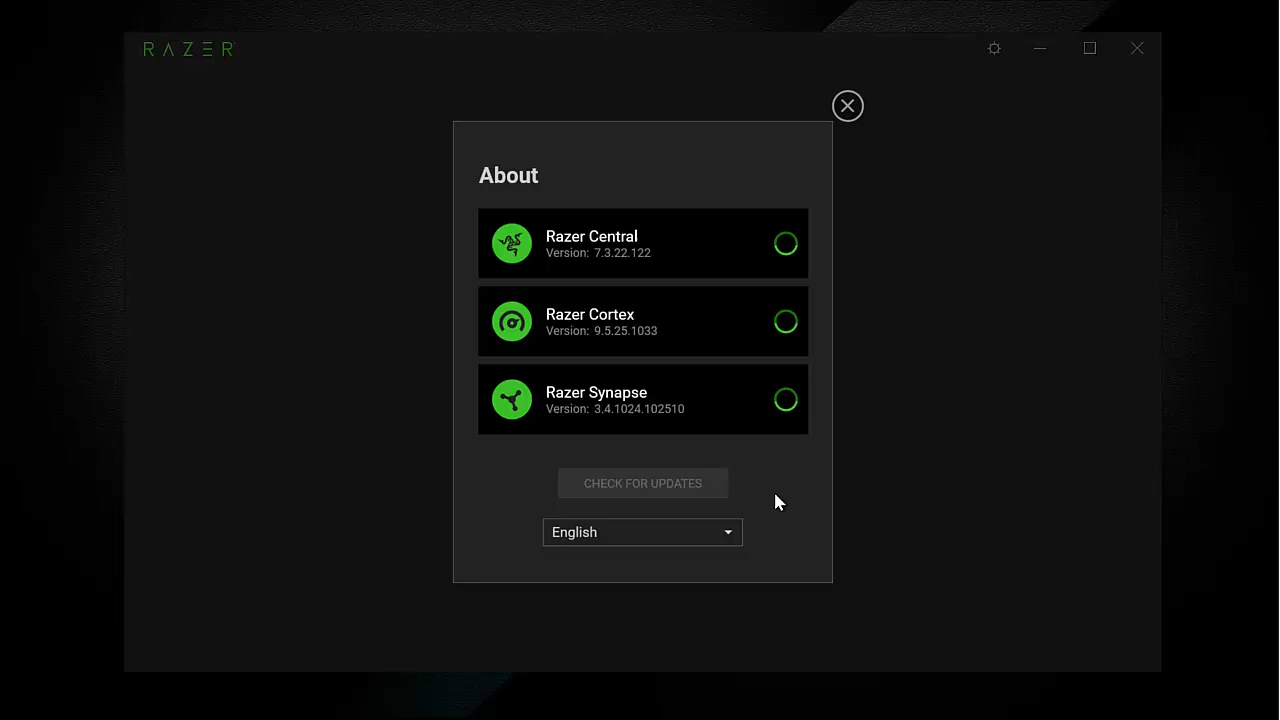 RAZER
About
Razer Central
Version: 7.3.22.122
Razer Cortex
Version: 9.5.25.1033
Razer Synapse
Version: 3.4.1024.102510
CHECK FOR UPDATES
English